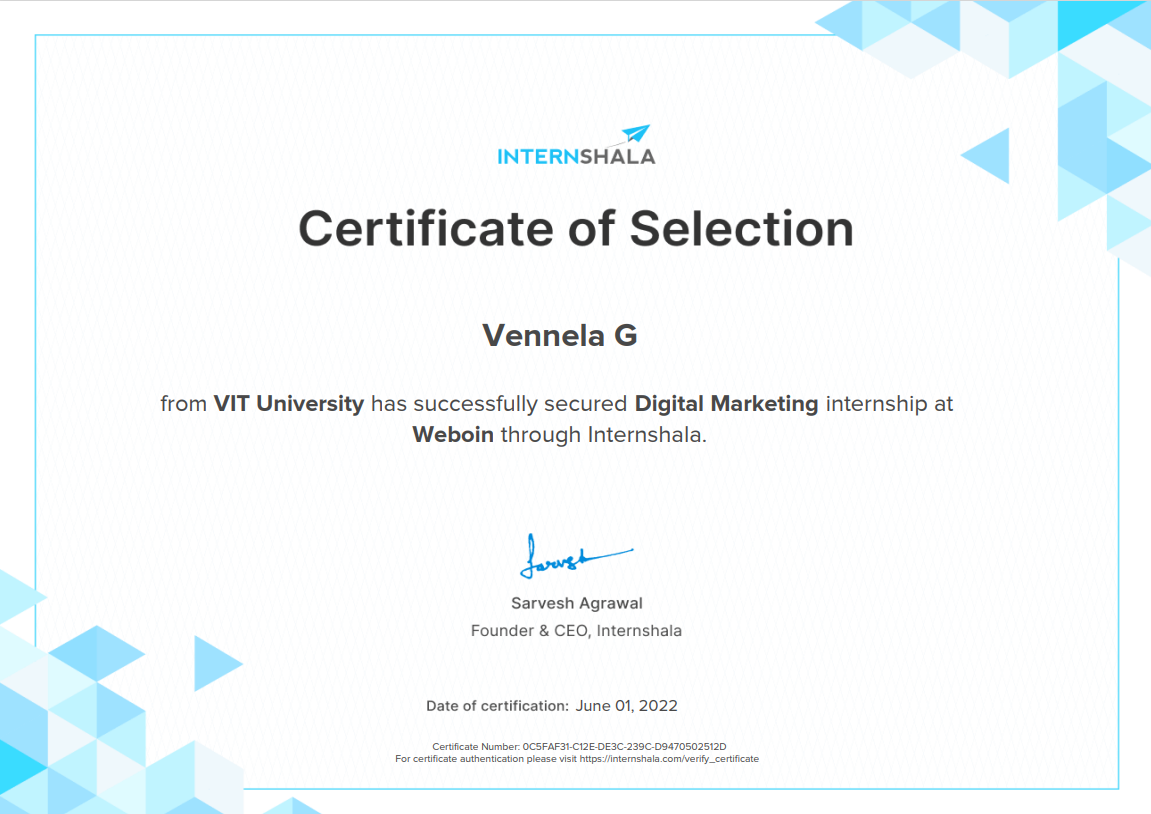 INTERNSHALA
Certificate of Selection
Vennela G
from VIT University has successfully secured Digital Marketing internship at
Weboin through Internshala.
Sarvesh
Sarvesh Agrawal
Founder & CEO, Internshala
Date of certification: June 01, 2022
Certificate Number: 0C5FAF31-C12E-DE3C-239C-D9470502512D
For certificate authentication please visit https://internshala.com/verify_certificate